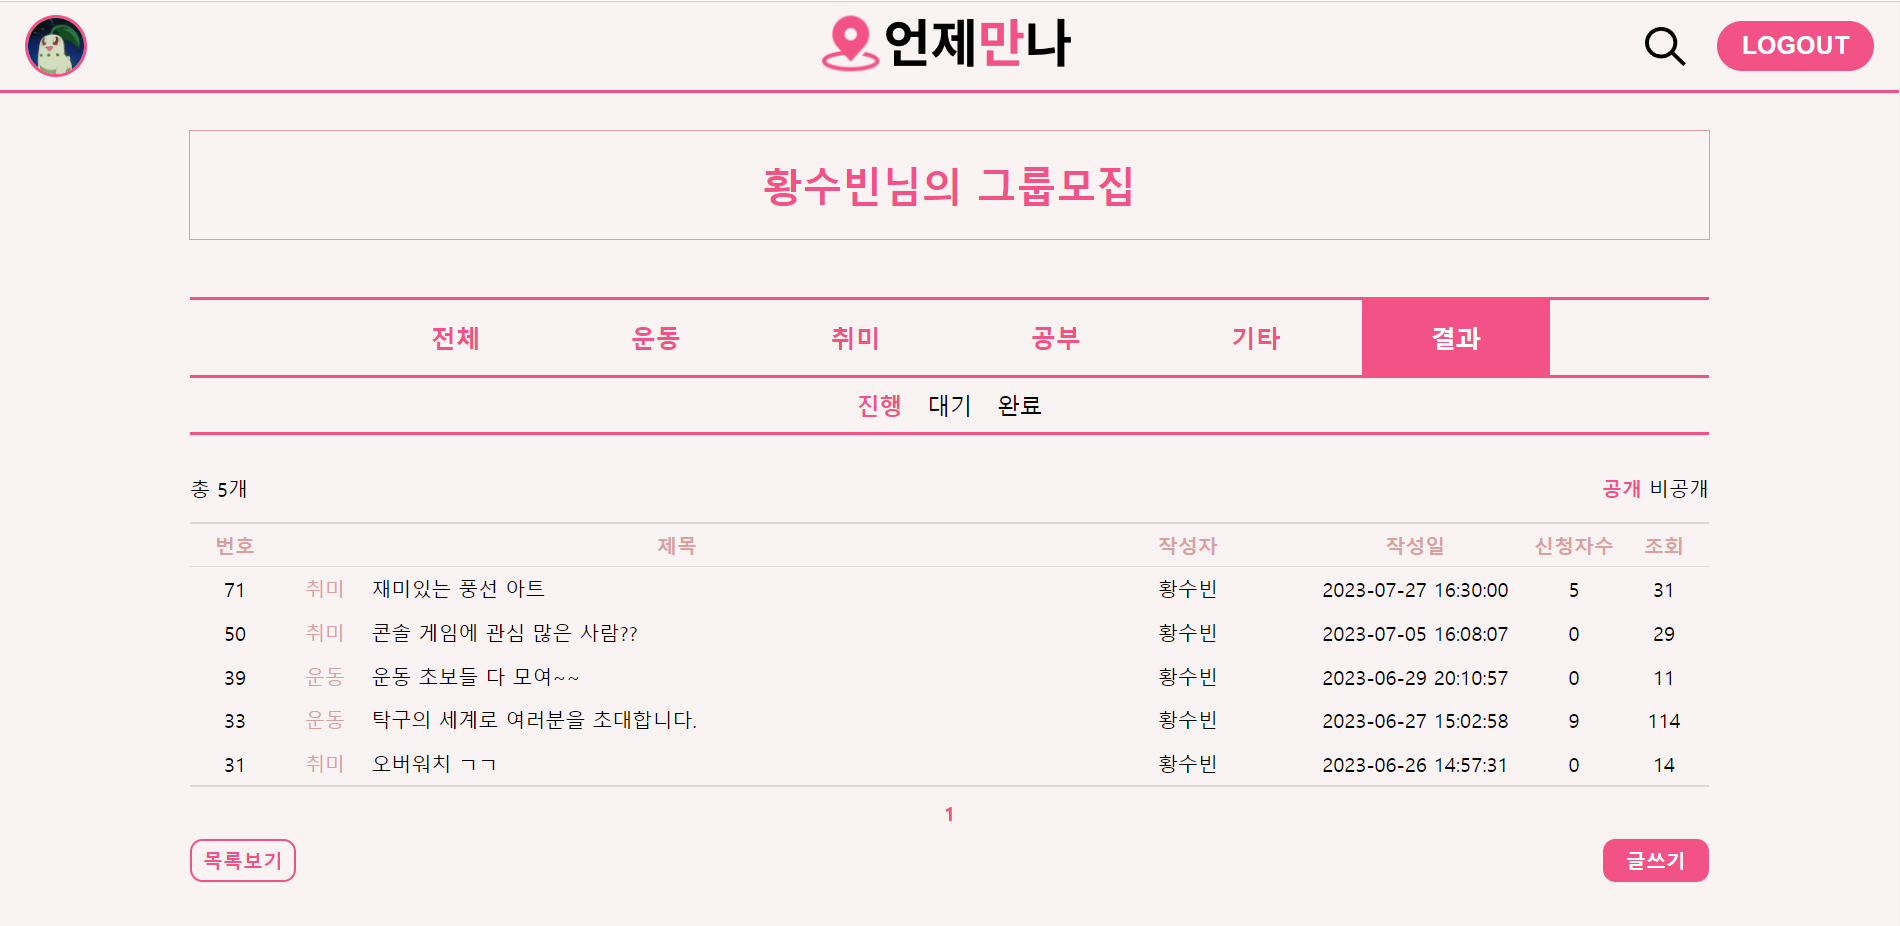 언제만나
LOGOUT
황수빈님의 그룹모집
전체 운동 취미 공부 기타 결과
진행 대기 완료
총 5개 공개 비공개
번호 제목 작성자 작성일 신청자수 조회
71 취미 재미있는 풍선 아트 황수빈 2023-07-27 16:30:00 5 31
50 취미 콘솔 게임에 관심 많은 사람?? 황수빈 2023-07-05 16:08:07 0 29
39 운동 운동 초보들 다 모여~~ 황수빈 2023-06-29 20:10:57 0 11
33 운동 탁구의 세계로 여러분을 초대합니다. 황수빈 2023-06-27 15:02:58 9 114
31 취미 오버워치 ㄱㄱ 황수빈 2023-06-26 14:57:31 0 14
1
목록보기 글쓰기